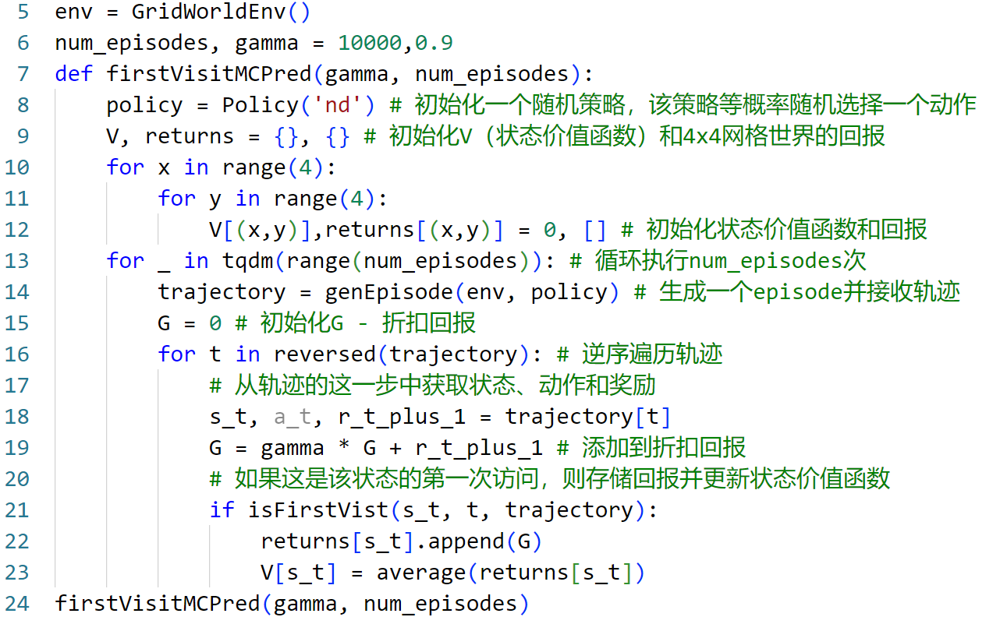 5 env = GridWorldEnv()
6 num_episodes, gamma = 10000,0.9
7 def firstVisitMCPred(gamma, num_episodes):
8     policy = Policy('nd') # 初始化一个随机策略，该策略等概率随机选择一个动作
9     V, returns = {}, {} # 初始化V（状态价值函数）和4x4网格世界的回报
10     for x in range(4):
11         for y in range(4):
12             V[(x,y)],returns[(x,y)] = 0, [] # 初始化状态价值函数和回报
13     for _ in tqdm(range(num_episodes)): # 循环执行num_episodes次
14         trajectory = genEpisode(env, policy) # 生成一个episode并接收轨迹
15         G = 0 # 初始化G - 折扣回报
16         for t in reversed(trajectory): # 逆序遍历轨迹
17             # 从轨迹的这一步中获取状态、动作和奖励
18             s_t, a_t, r_t_plus_1 = trajectory[t]
19             G = gamma * G + r_t_plus_1 # 添加到折扣回报
20             # 如果这是该状态的第一次访问，则存储回报并更新状态价值函数
21             if isFirstVist(s_t, t, trajectory):
22                 returns[s_t].append(G)
23                 V[s_t] = average(returns[s_t])
24 firstVisitMCPred(gamma, num_episodes)